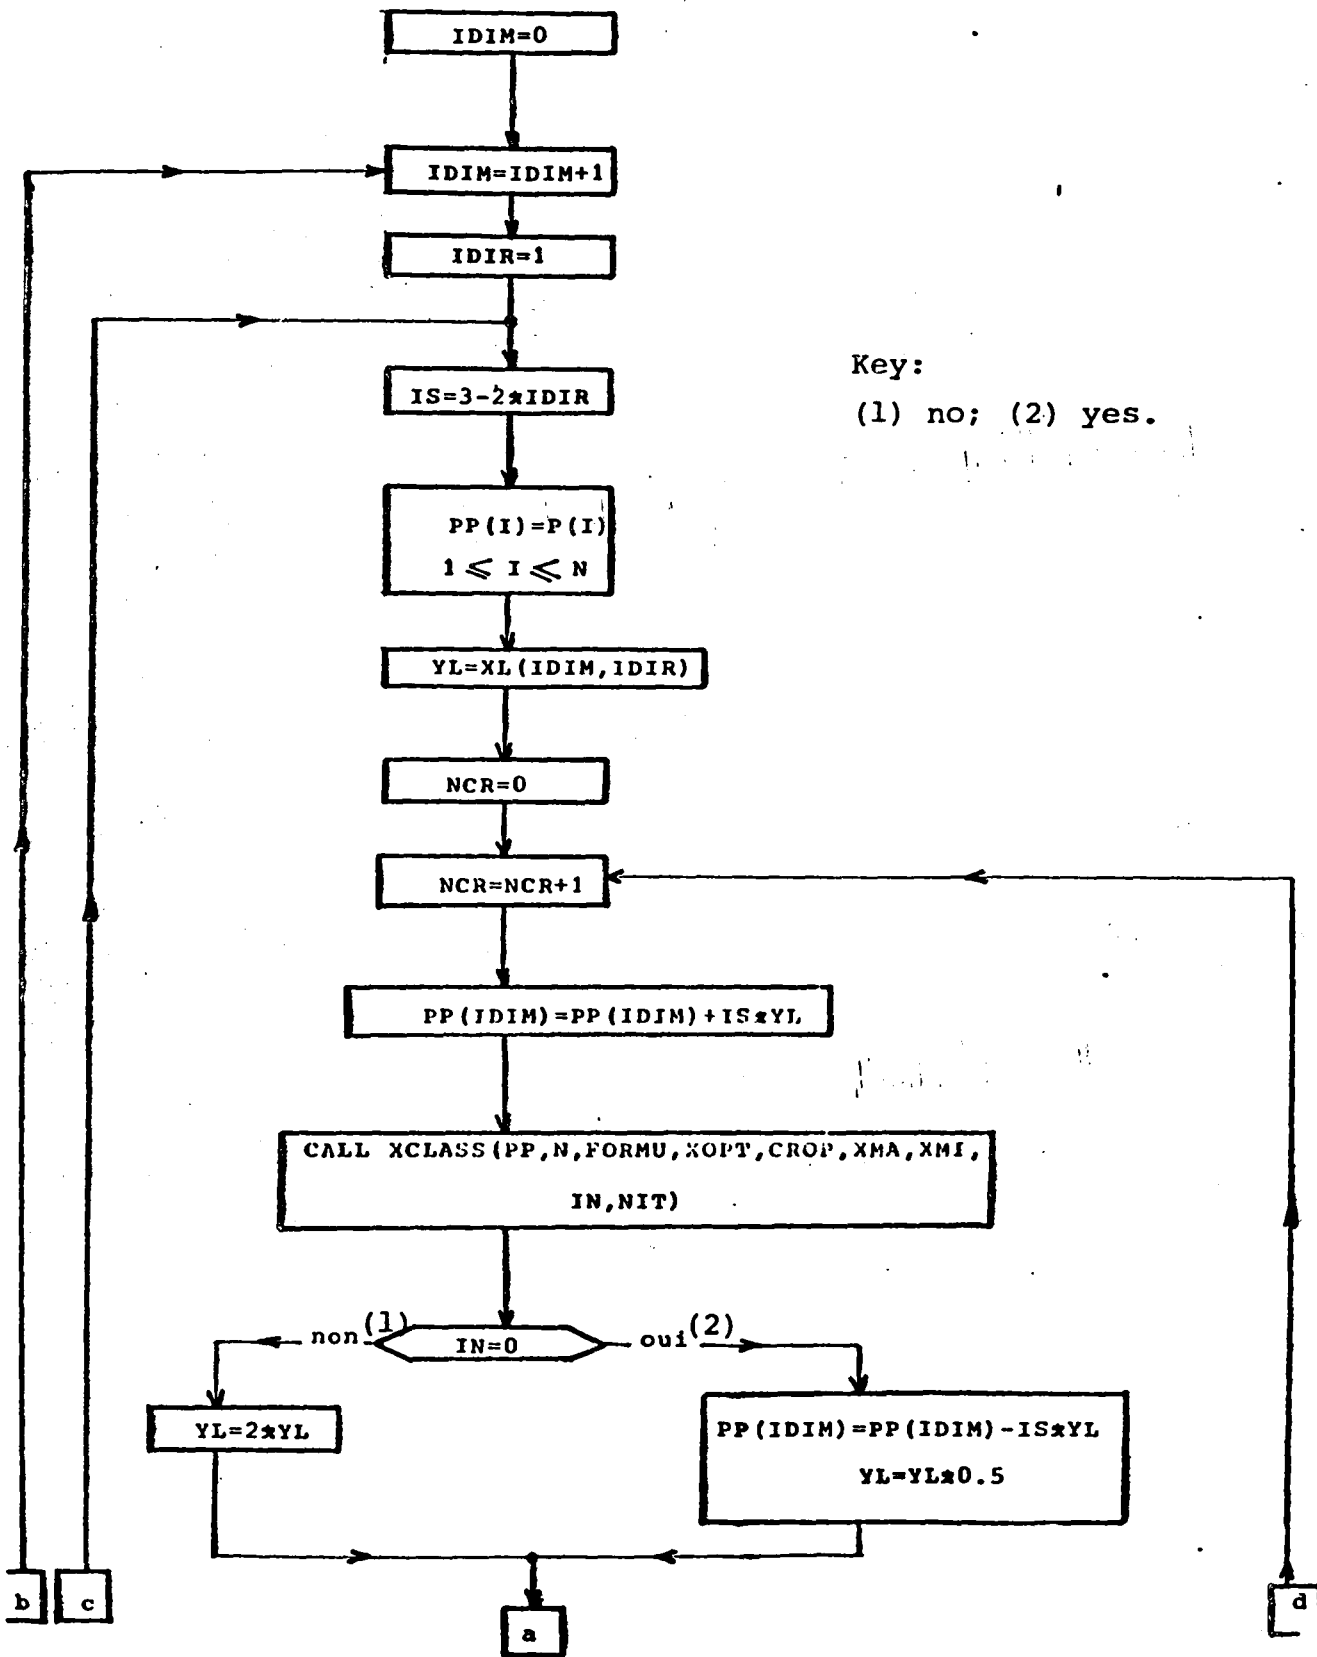 IDIM=0
IDIM=IDIM+1
IDIR=1
IS=3-2*IDIR
Key:
(1) no; (2) yes.
PP(I)=P(I)
1 ⩽ I ⩽ N
YL=XL(IDIM,IDIR)
NCR=0
NCR=NCR+1
PP(IDIM)=PP(IDIM)+IS*YL
CALL XCLASS(PP,N,FORMU,XOPT,CROP,XMA,XMI,
IN,NIT)
non (1)
IN=0
oui (2)
YL=2*YL
PP(IDIM)=PP(IDIM)-IS*YL
YL=YL*0.5
b
c
a
d